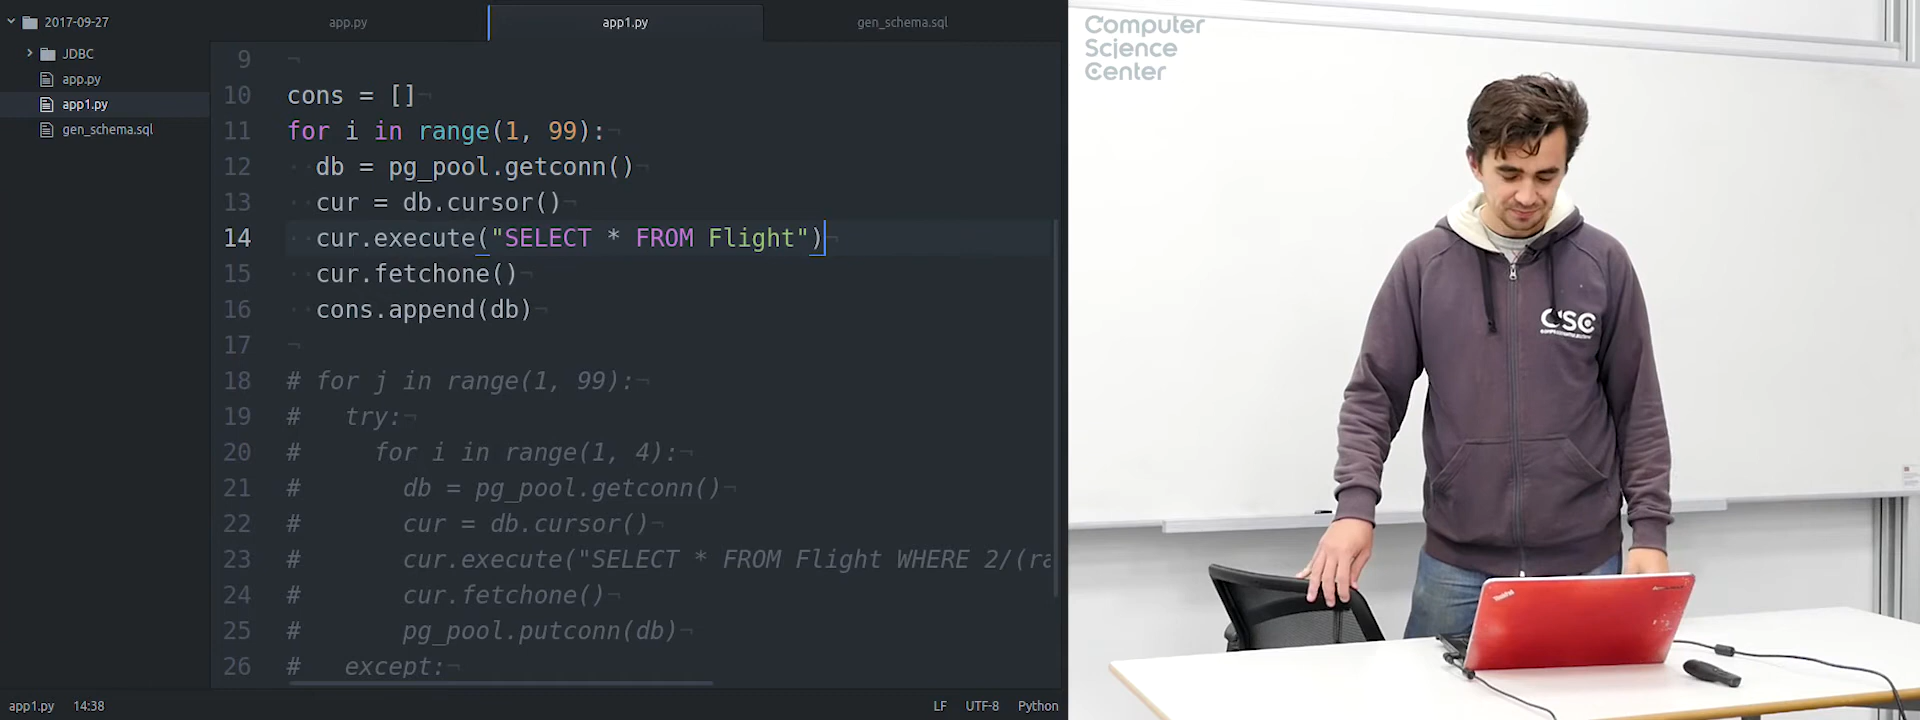 2017-09-27
JDBC
app.py
app1.py
gen_schema.sql
app.py
app1.py
gen_schema.sql
9
10 cons = []
11 for i in range(1, 99):
12 db = pg_pool.getconn()
13 cur = db.cursor()
14 cur.execute("SELECT * FROM Flight")
15 cur.fetchone()
16 cons.append(db)
17
18 # for j in range(1, 99):
19 # try:
20 # for i in range(1, 4):
21 # db = pg_pool.getconn()
22 # cur = db.cursor()
23 # cur.execute("SELECT * FROM Flight WHERE 2/(ra
24 # cur.fetchone()
25 # pg_pool.putconn(db)
26 # except:
app1.py 14:38
LF UTF-8 Python
Computer
Science
Center
CSC
ThinkPad